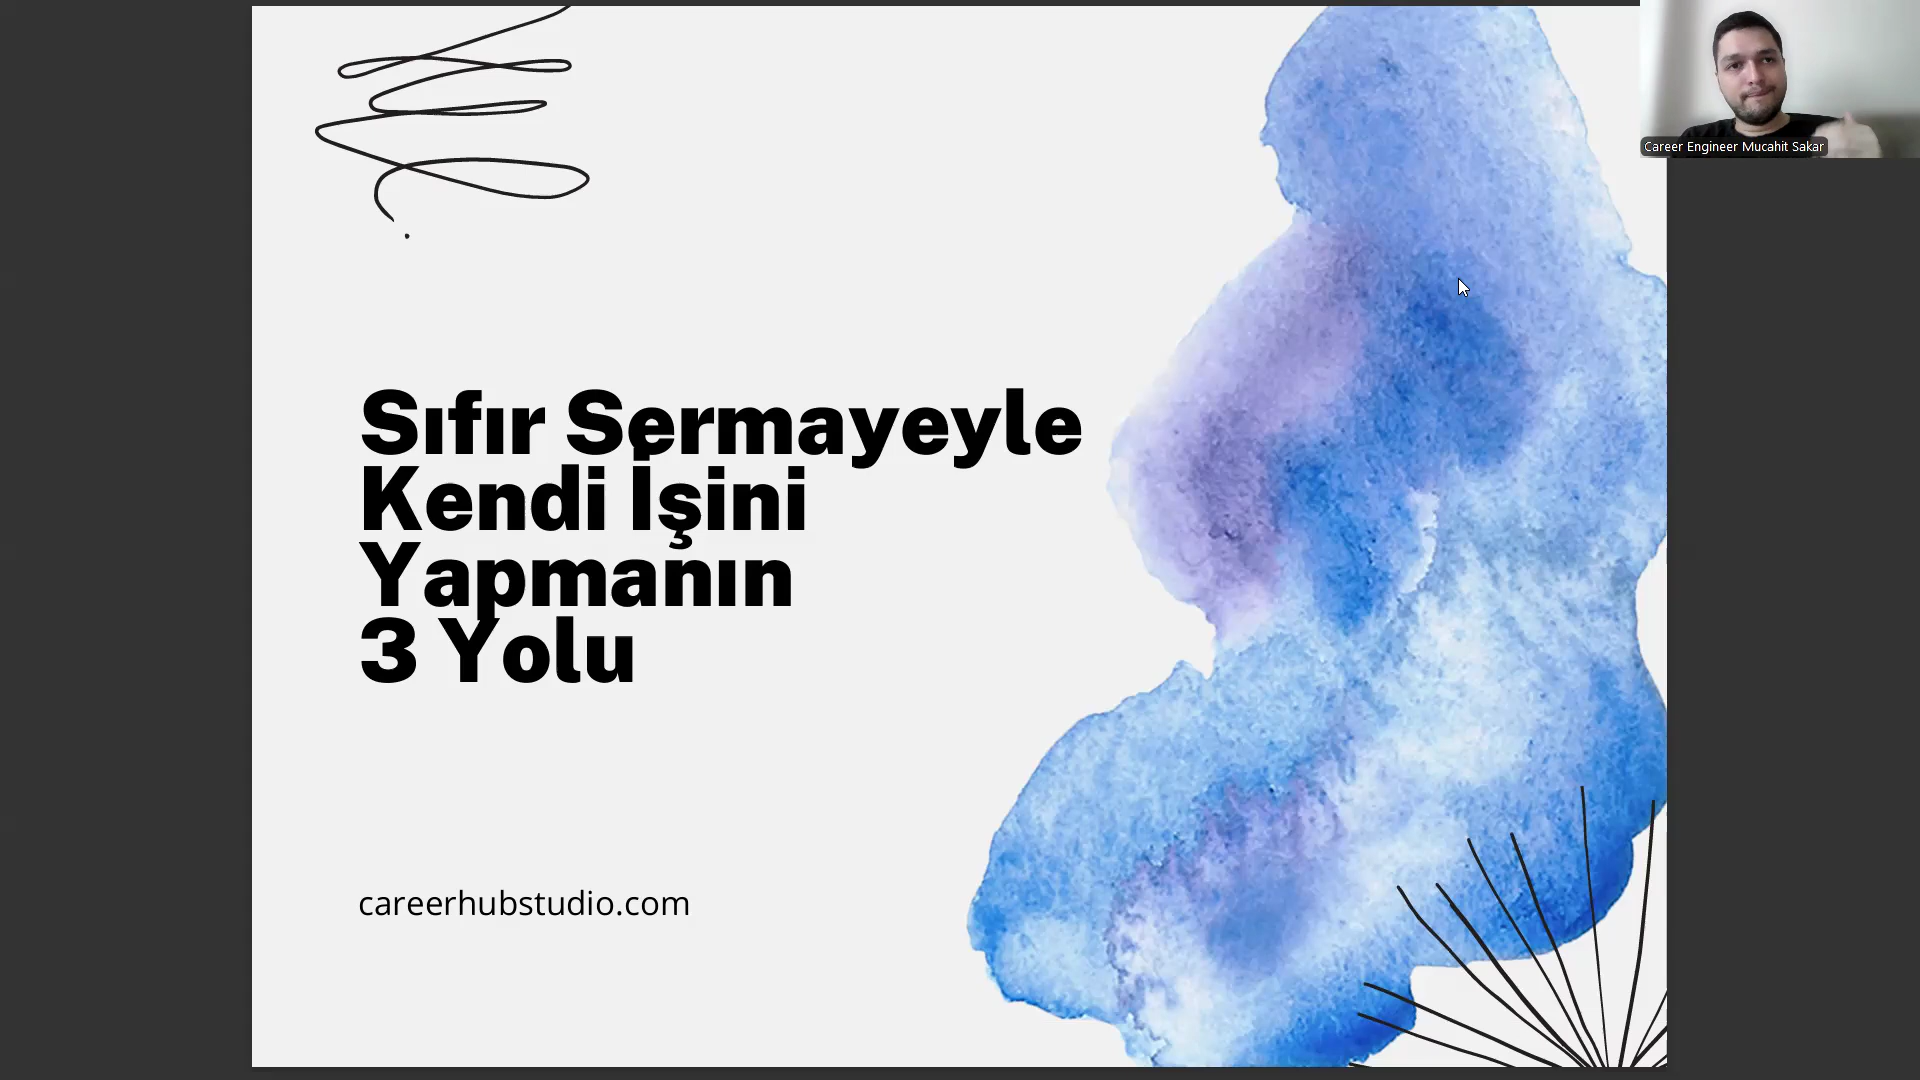 Career Engineer Mucahit Sakar
Sıfır Sermayeyle
Kendi İşini
Yapmanın
3 Yolu
careerhubstudio.com